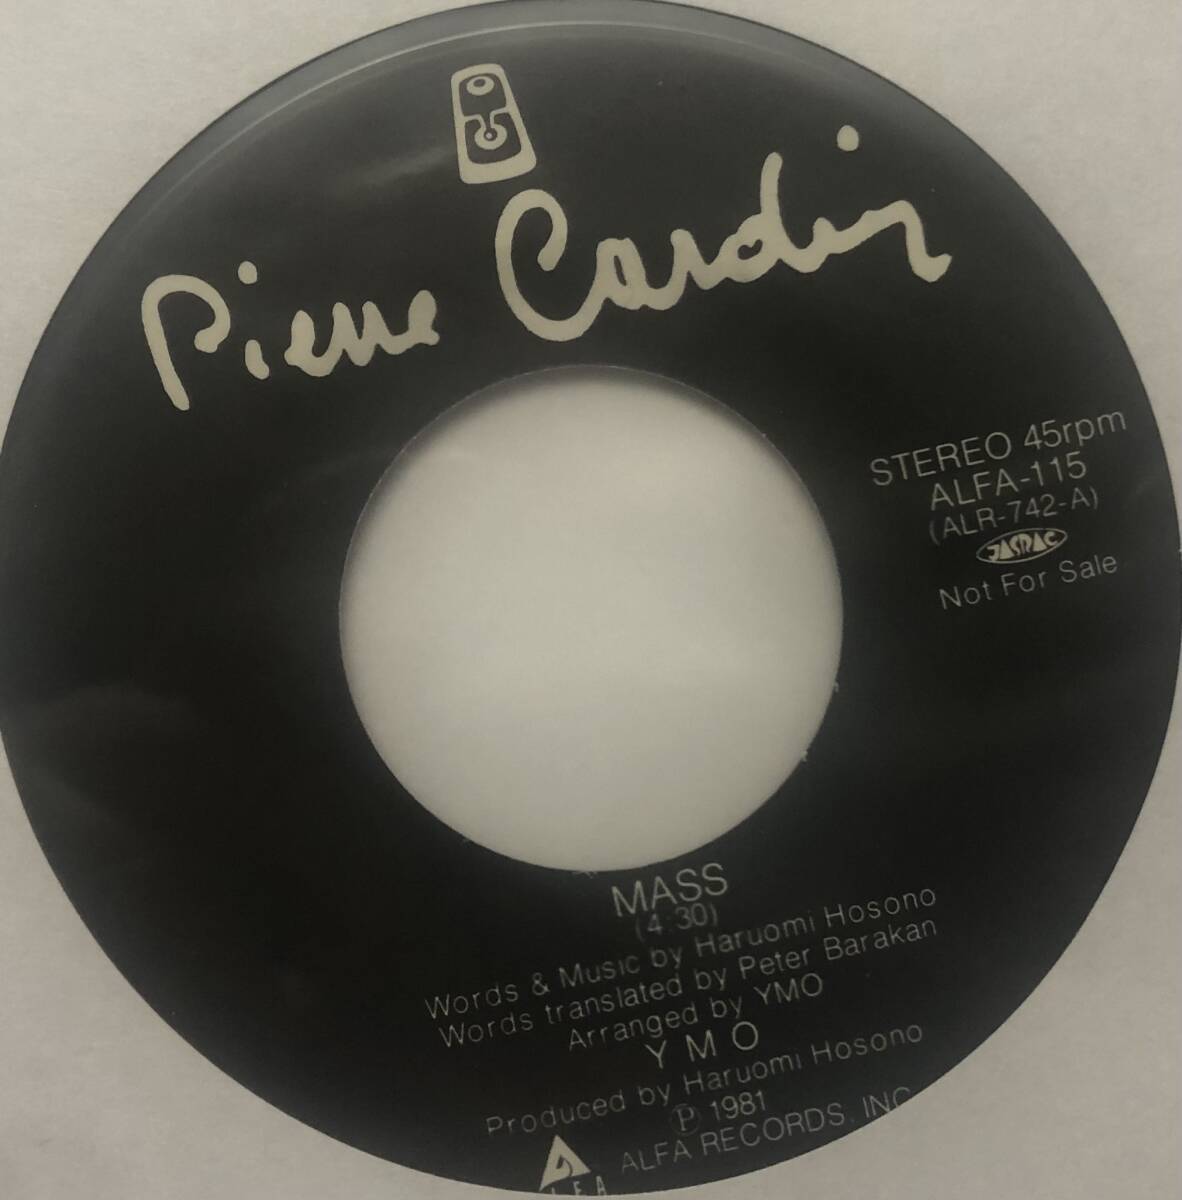 Pierre Cardin
STEREO 45rpm
ALFA-115
(ALR-742-A)
JASRAC
Not For Sale
MASS
(4:30)
Words & Music by Haruomi Hosono
Words translated by Peter Barakan
Arranged by YMO
YMO
Produced by Haruomi Hosono
Ⓟ 1981
ALFA RECORDS, INC.
ALFA